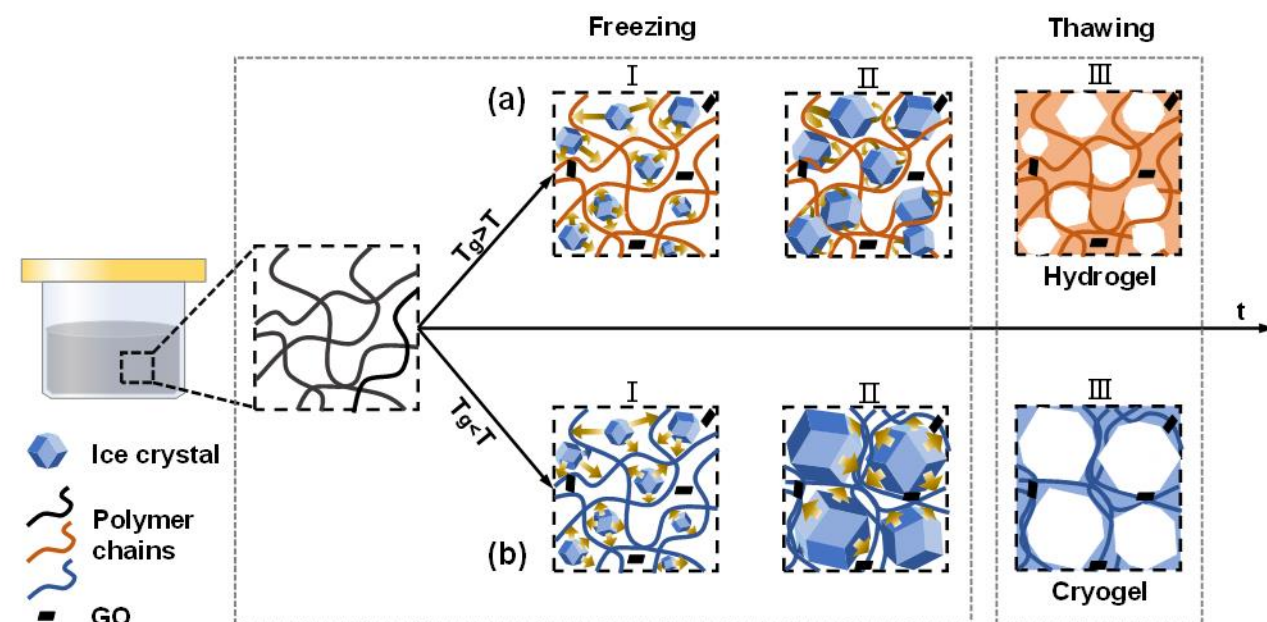 Freezing
Thawing
(a)
I
II
III
Tg>T
Hydrogel
t
Tg<T
I
II
III
(b)
Cryogel
Ice crystal
Polymer
chains
GO